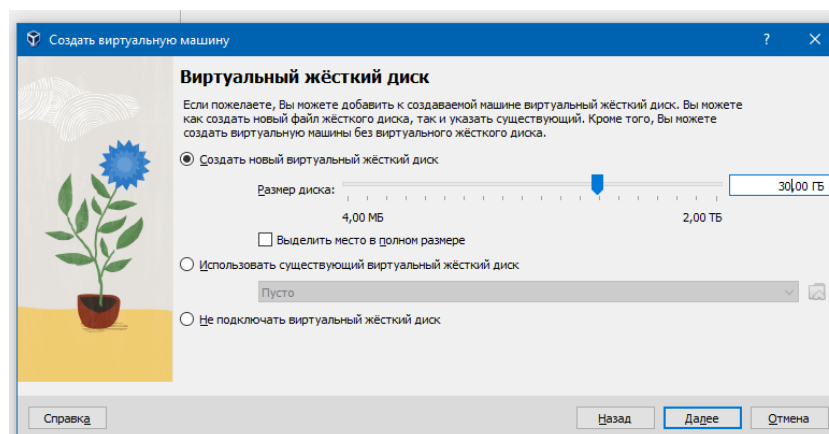 Создать виртуальную машину
Виртуальный жёсткий диск
Если пожелаете, Вы можете добавить к создаваемой машине виртуальный жёсткий диск. Вы можете
как создать новый файл жёсткого диска, так и указать существующий. Кроме того, Вы можете
создать виртуальную машины без виртуального жёсткого диска.
Создать новый виртуальный жёсткий диск
Размер диска:
30,00 ГБ
4,00 МБ
2,00 ТБ
Выделить место в полном размере
Использовать существующий виртуальный жёсткий диск
Пусто
Не подключать виртуальный жёсткий диск
Справка
Назад
Далее
Отмена